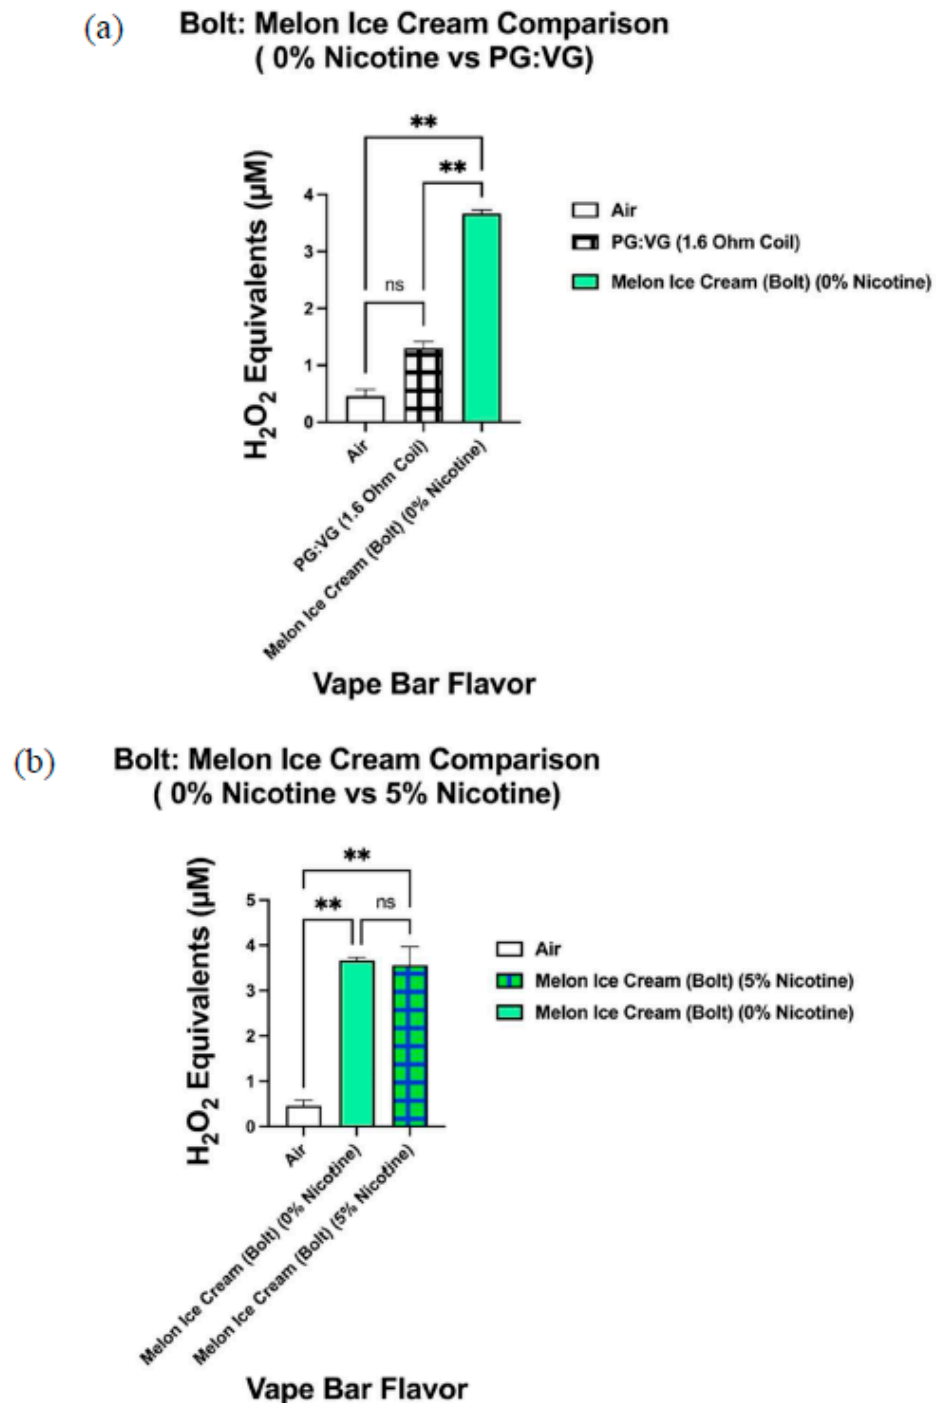 (a)
Bolt: Melon Ice Cream Comparison
( 0% Nicotine vs PG:VG)
**
**
ns
H₂O₂ Equivalents (µM)
4
3
2
1
0
Air
PG:VG (1.6 Ohm Coil)
Melon Ice Cream (Bolt) (0% Nicotine)
Air
PG:VG (1.6 Ohm Coil)
Melon Ice Cream (Bolt) (0% Nicotine)
Vape Bar Flavor
(b)
Bolt: Melon Ice Cream Comparison
( 0% Nicotine vs 5% Nicotine)
**
**
ns
H₂O₂ Equivalents (µM)
5
4
3
2
1
0
Air
Melon Ice Cream (Bolt) (5% Nicotine)
Melon Ice Cream (Bolt) (0% Nicotine)
Air
Melon Ice Cream (Bolt) (0% Nicotine)
Melon Ice Cream (Bolt) (5% Nicotine)
Vape Bar Flavor